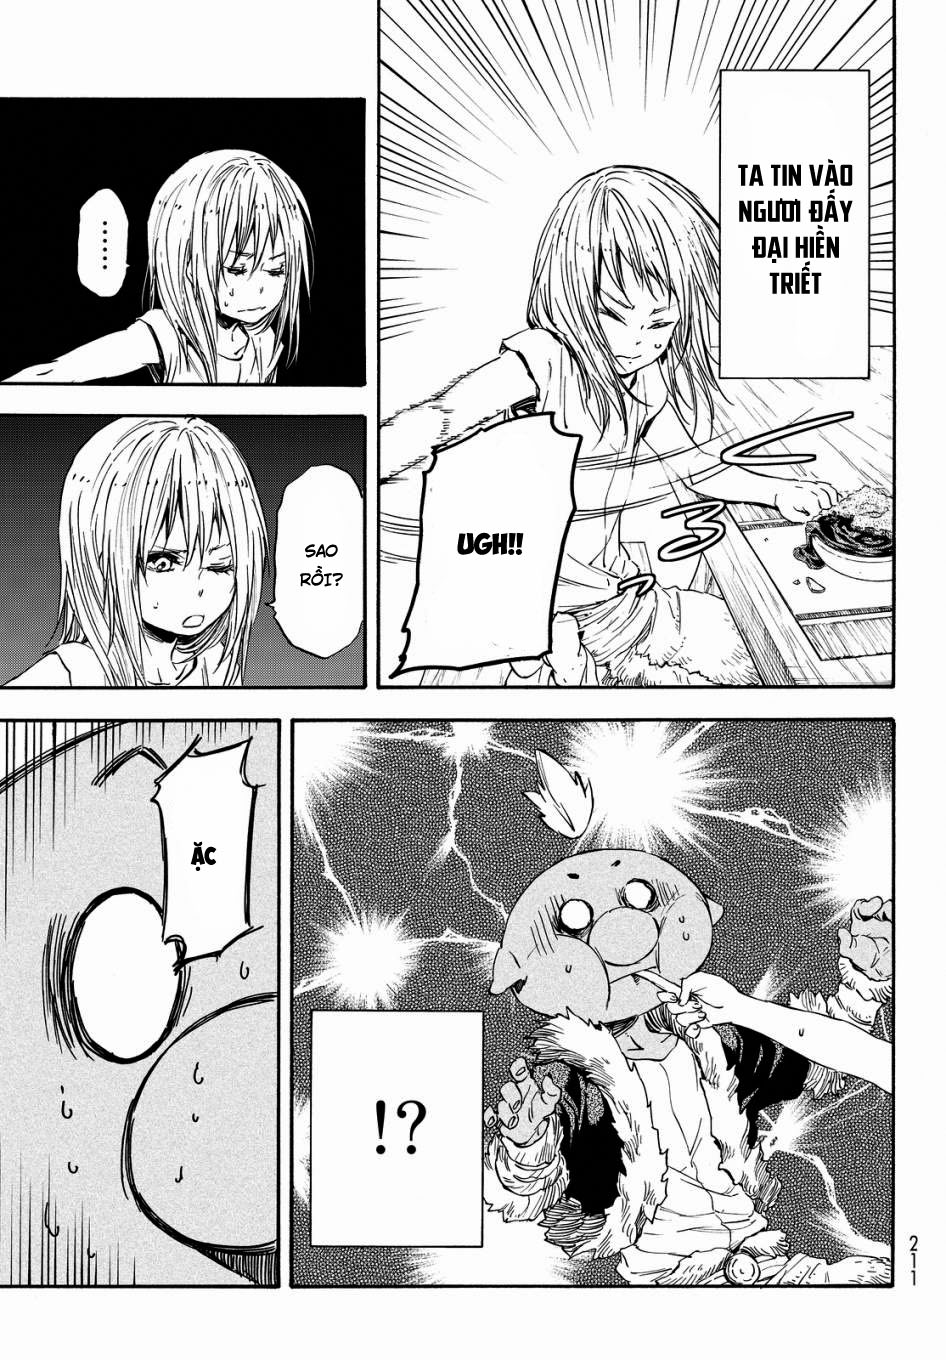 TA TIN VÀO
NGƯƠI ĐẤY
ĐẠI HIỀN
TRIẾT
UGH!!
......
SAO
RỒI?
!?
ẶC
211